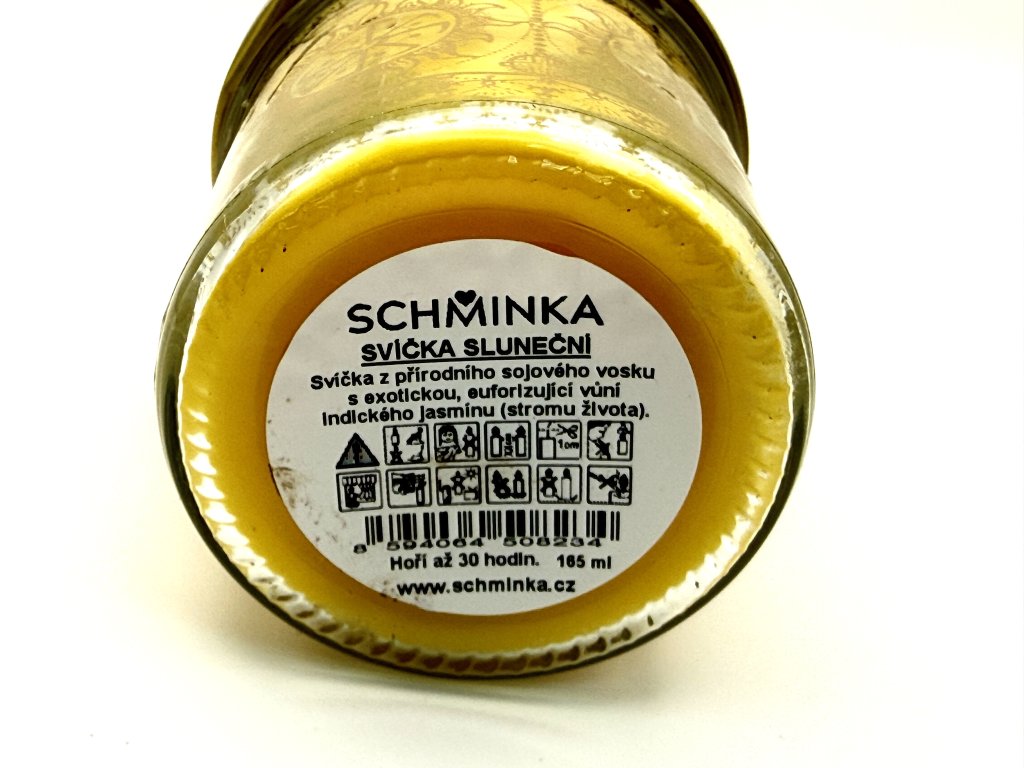 SCHMINKA
SVÍČKA SLUNEČNÍ
Svíčka z přírodního sojového vosku
s exotickou, euforizující vůní
indického jasmínu (stromu života).
1cm
8 594064 508234
Hoří až 30 hodin. 165 ml
www.schminka.cz